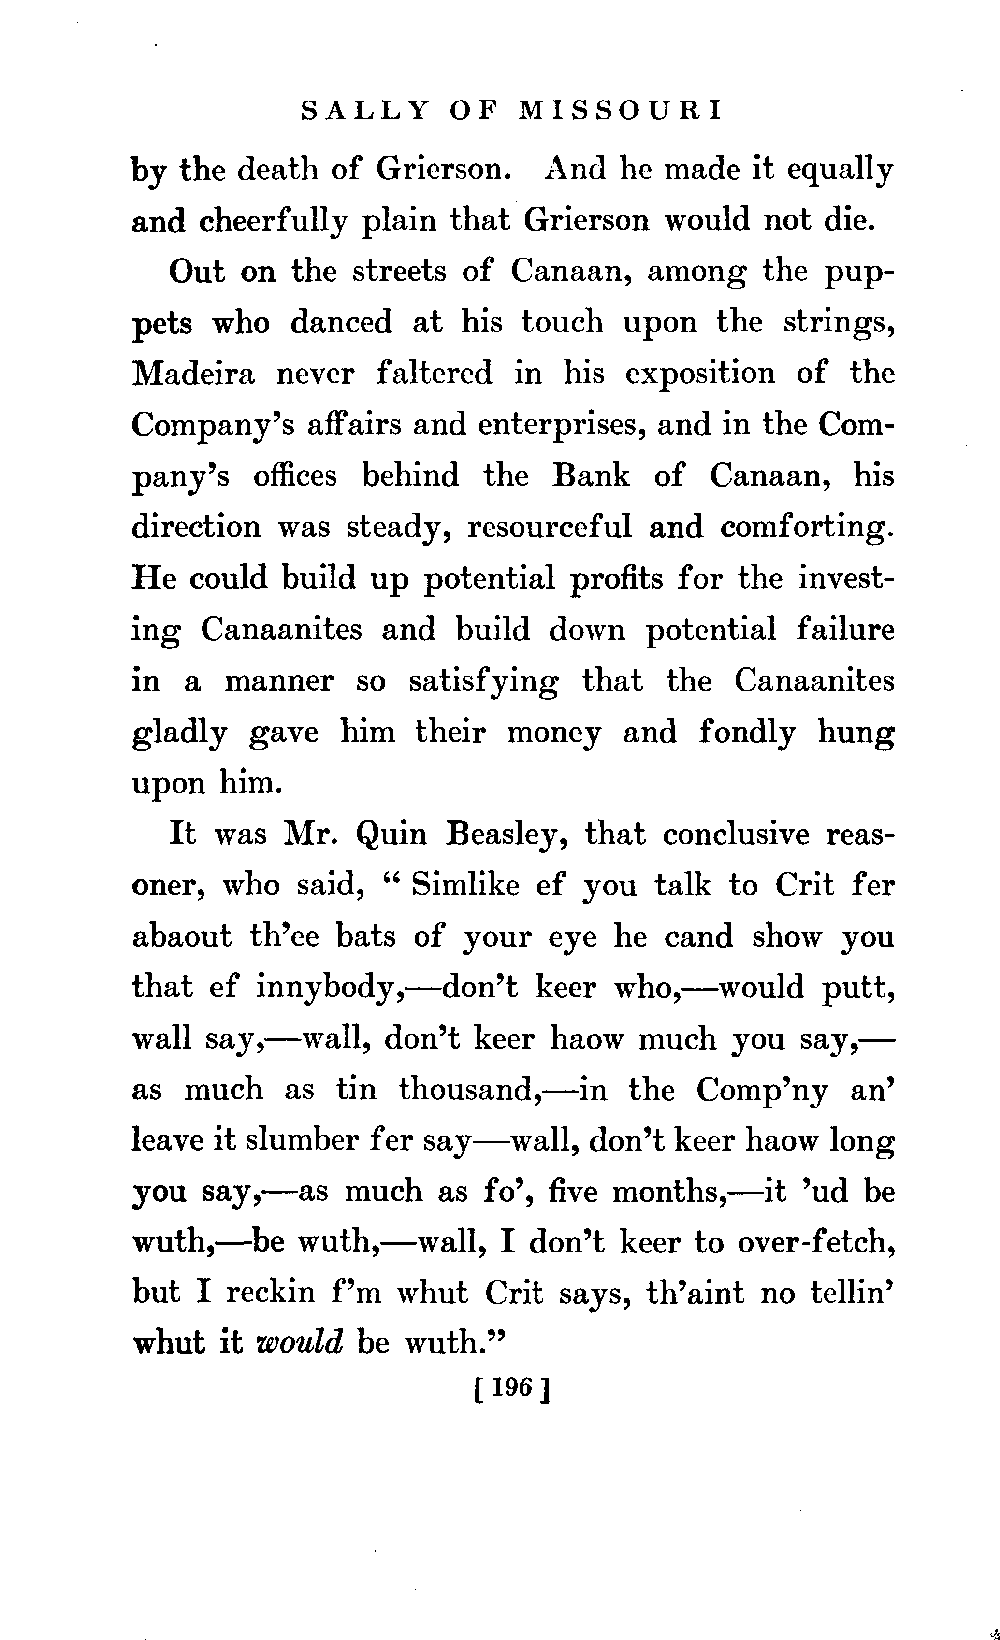 SALLY OF MISSOURI
by the death of Grierson. And he made it equally
and cheerfully plain that Grierson would not die.
Out on the streets of Canaan, among the pup-
pets who danced at his touch upon the strings,
Madeira never faltered in his exposition of the
Company's affairs and enterprises, and in the Com-
pany's offices behind the Bank of Canaan, his
direction was steady, resourceful and comforting.
He could build up potential profits for the invest-
ing Canaanites and build down potential failure
in a manner so satisfying that the Canaanites
gladly gave him their money and fondly hung
upon him.
It was Mr. Quin Beasley, that conclusive reas-
oner, who said, “ Simlike ef you talk to Crit fer
abaout th'ee bats of your eye he cand show you
that ef innybody,—don't keer who,—would putt,
wall say,—wall, don't keer haow much you say,—
as much as tin thousand,—in the Comp'ny an'
leave it slumber fer say—wall, don't keer haow long
you say,—as much as fo', five months,—it 'ud be
wuth,—be wuth,—wall, I don't keer to over-fetch,
but I reckin f'm whut Crit says, th'aint no tellin'
whut it would be wuth.”
[ 196 ]